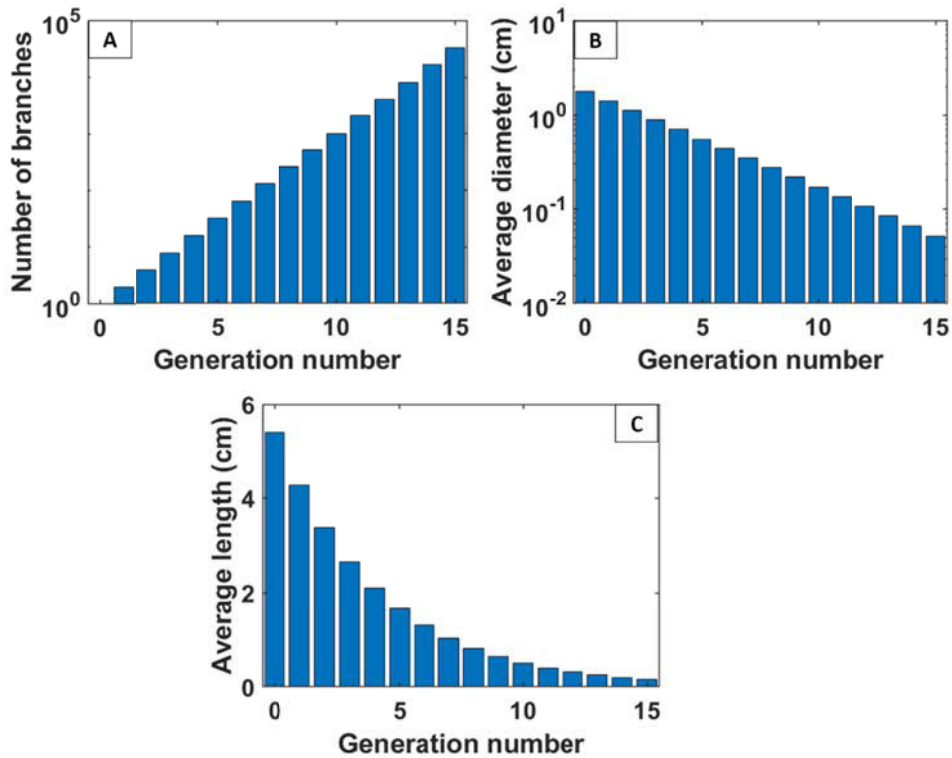 A
Number of branches
10^5
10^0
0 5 10 15
Generation number
B
Average diameter (cm)
10^1
10^0
10^-1
10^-2
0 5 10 15
Generation number
C
Average length (cm)
6
4
2
0
0 5 10 15
Generation number